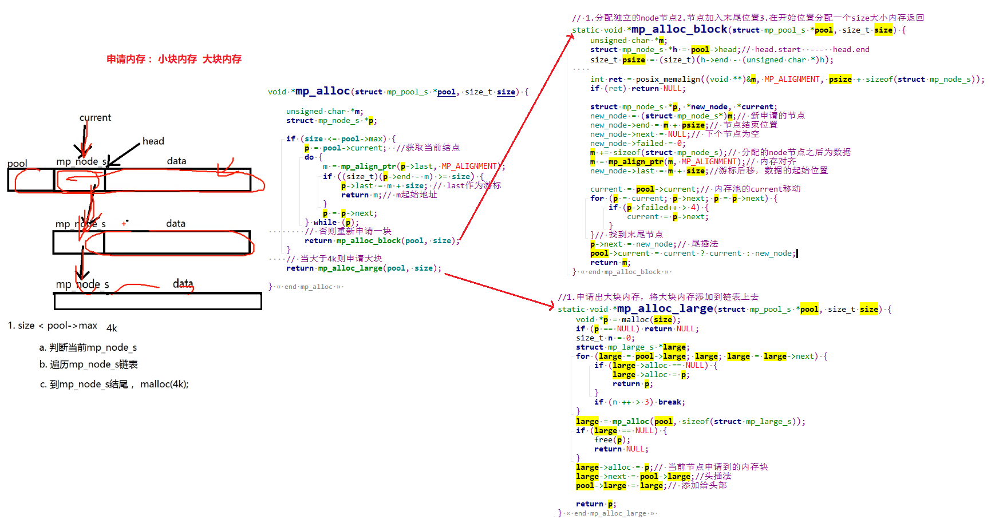 申请内存：小块内存 大块内存
current
head
pool
mp_node_s
data
mp_node_s
data
mp_node_s
data
1. size < pool->max 4k
a. 判断当前mp_node_s
b. 遍历mp_node_s链表
c. 到mp_node_s结尾，malloc(4k);
void *mp_alloc(struct mp_pool_s *pool, size_t size) {
unsigned char *m;
struct mp_node_s *p;
if (size <= pool->max) {
p = pool->current; //获取当前结点
do {
m = mp_align_ptr(p->last, MP_ALIGNMENT);
if ((size_t)(p->end - m) >= size) {
p->last = m + size; // last作为游标
return m;// m起始地址
}
p = p->next;
} while (p);
// 否则重新申请一块
return mp_alloc_block(pool, size);
}
// 当大于4k则申请大块
return mp_alloc_large(pool, size);
} « end mp_alloc »
// 1.分配独立的node节点2.节点加入末尾位置3.在开始位置分配一个size大小内存返回
static void *mp_alloc_block(struct mp_pool_s *pool, size_t size) {
unsigned char *m;
struct mp_node_s *h = pool->head;// head.start --- head.end
size_t psize = (size_t)(h->end - (unsigned char *)h);
int ret = posix_memalign((void **)&m, MP_ALIGNMENT, psize + sizeof(struct mp_node_s));
if (ret) return NULL;
struct mp_node_s *p, *new_node, *current;
new_node = (struct mp_node_s*)m;// 新申请的节点
new_node->end = m + psize;// 节点结束位置
new_node->next = NULL;// 下个节点为空
new_node->failed = 0;
m += sizeof(struct mp_node_s);// 分配的node节点之后为数据
m = mp_align_ptr(m, MP_ALIGNMENT);// 内存对齐
new_node->last = m + size;//游标后移，数据的起始位置
current = pool->current;// 内存池的current移动
for (p = current; p->next; p = p->next) {
if (p->failed++ > 4) {
current = p->next;
}
}// 找到末尾节点
p->next = new_node;// 尾插法
pool->current = current ? current : new_node;
return m;
} « end mp_alloc_block »
//1.申请出大块内存，将大块内存添加到链表上去
static void *mp_alloc_large(struct mp_pool_s *pool, size_t size) {
void *p = malloc(size);
if (p == NULL) return NULL;
size_t n = 0;
struct mp_large_s *large;
for (large = pool->large; large; large = large->next) {
if (large->alloc == NULL) {
large->alloc = p;
return p;
}
if (n ++ > 3) break;
}
large = mp_alloc(pool, sizeof(struct mp_large_s));
if (large == NULL) {
free(p);
return NULL;
}
large->alloc = p;// 当前节点申请到的内存块
large->next = pool->large;//头插法
pool->large = large;// 添加给头部
return p;
} « end mp_alloc_large »